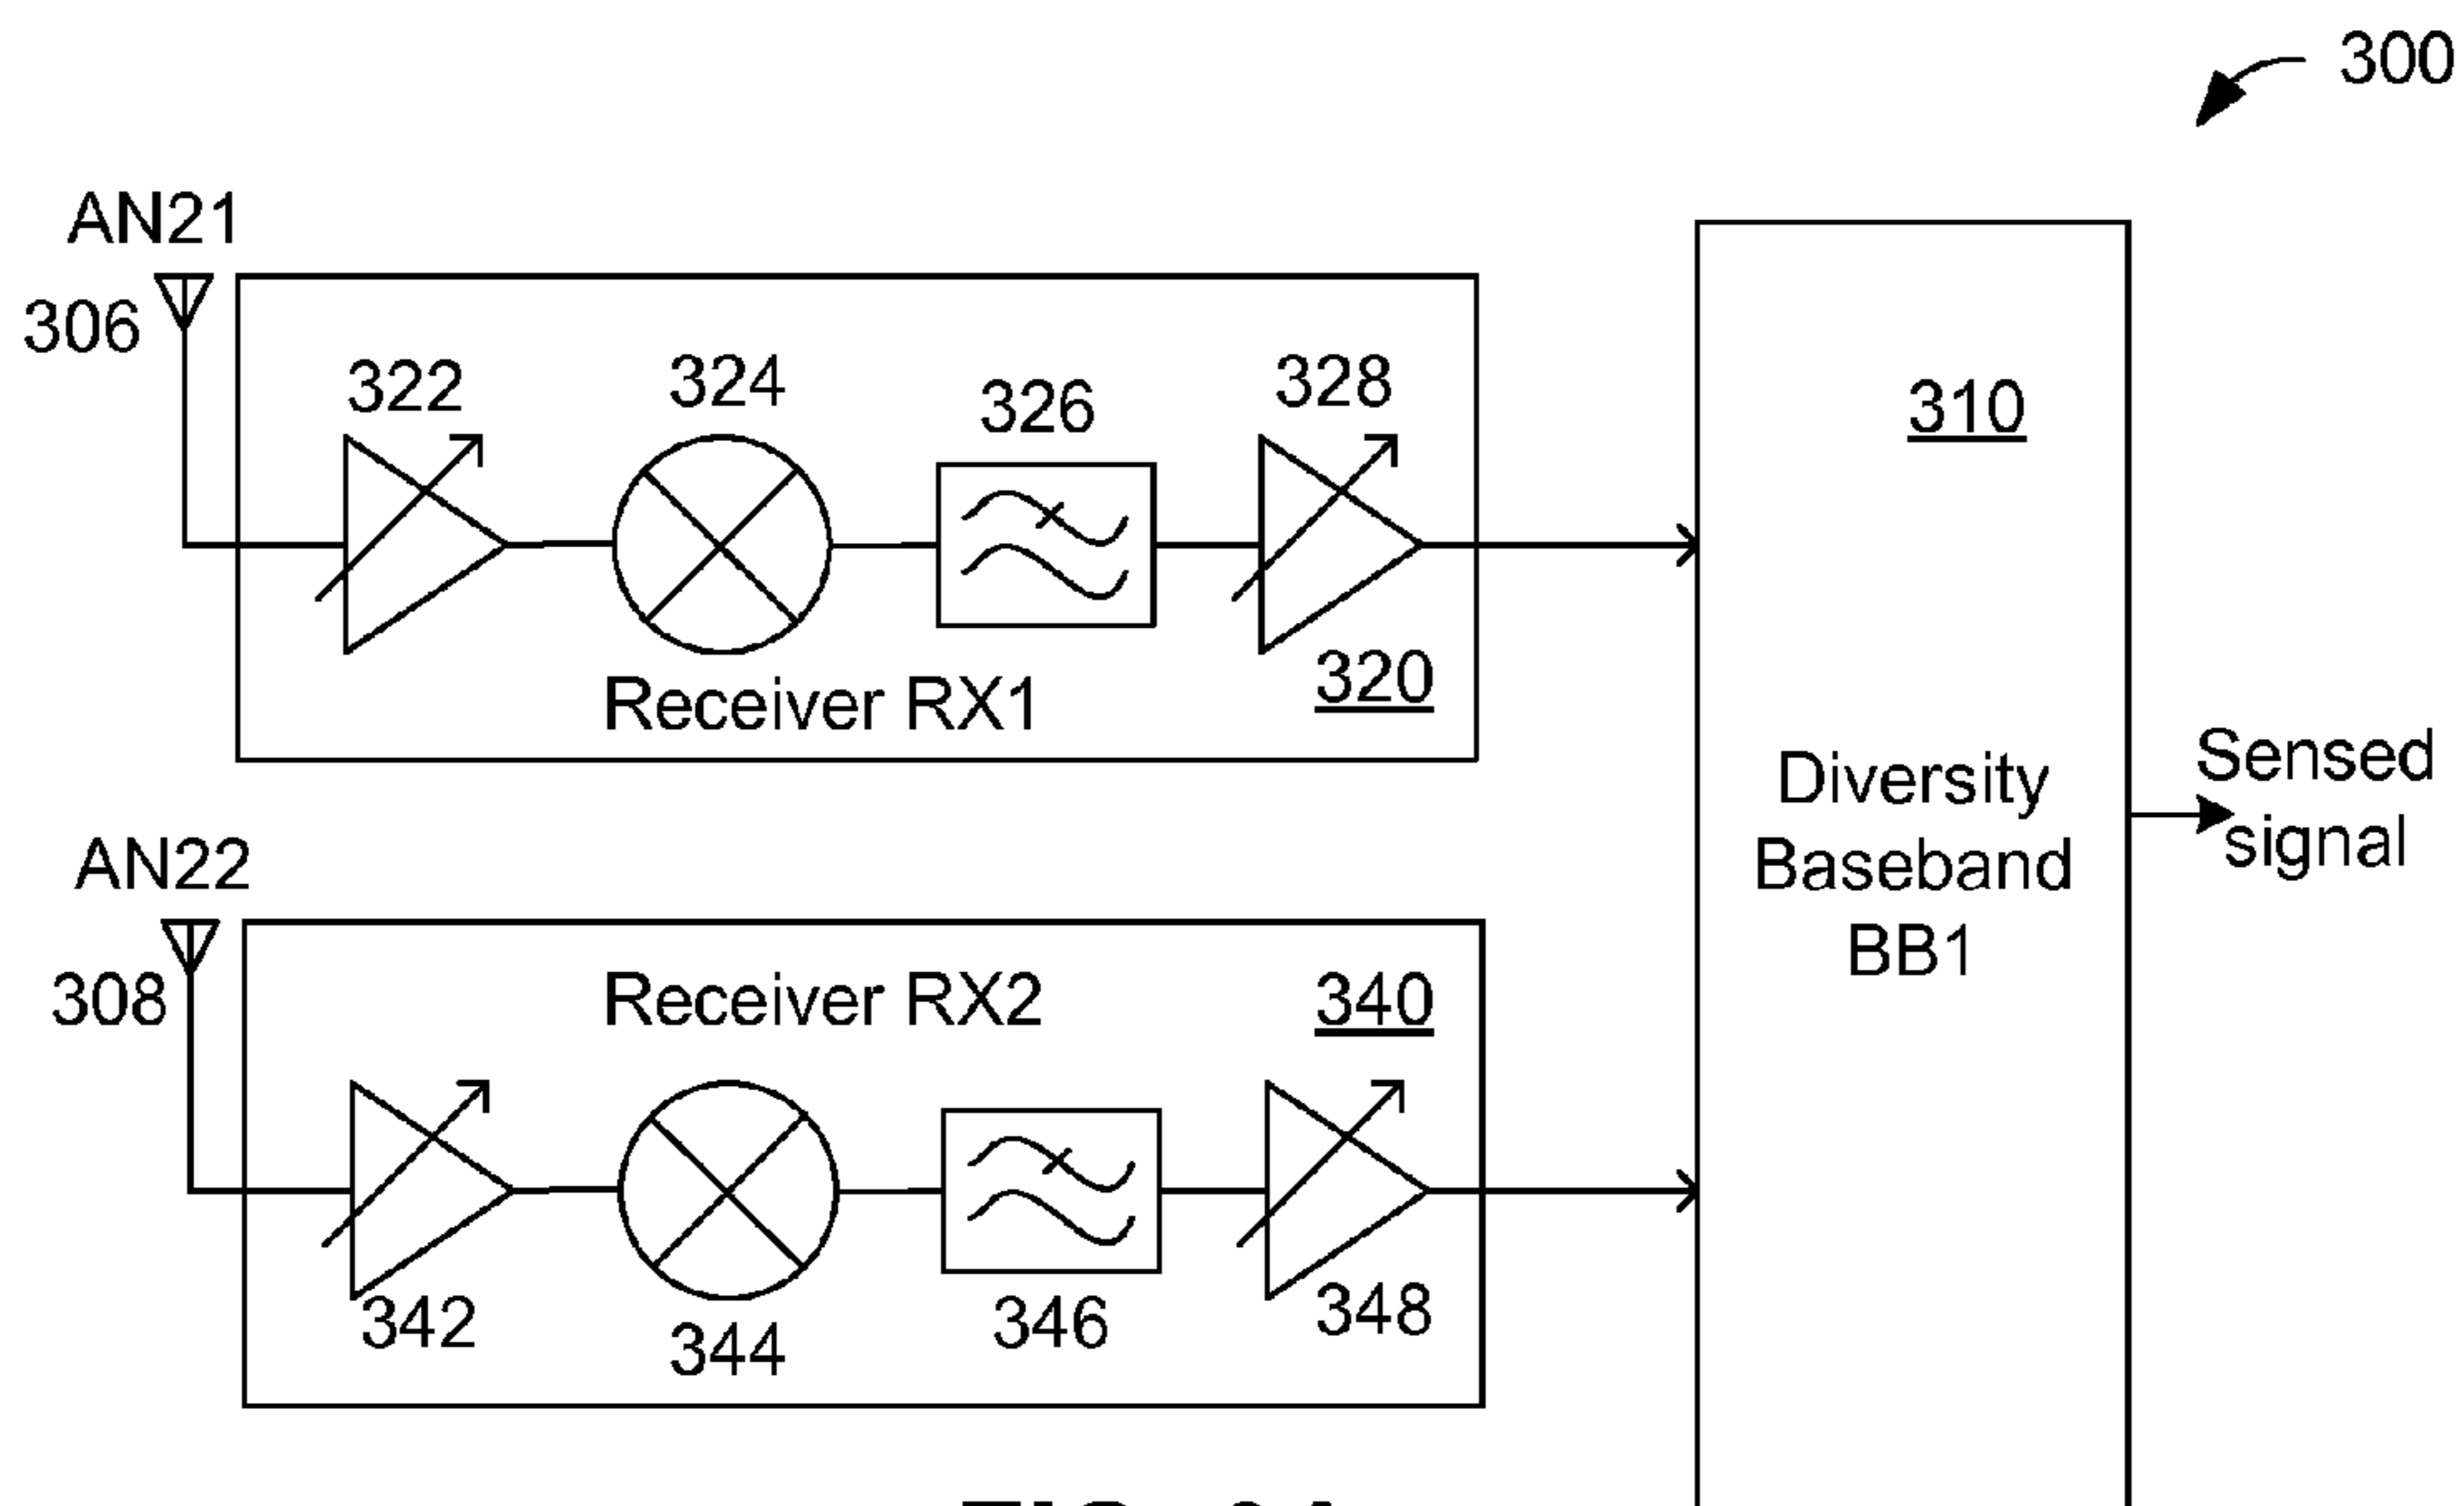 300
AN21
306
322
324
326
328
310
Receiver RX1
320
Diversity
Baseband
BB1
Sensed
signal
AN22
308
Receiver RX2
340
342
344
346
348